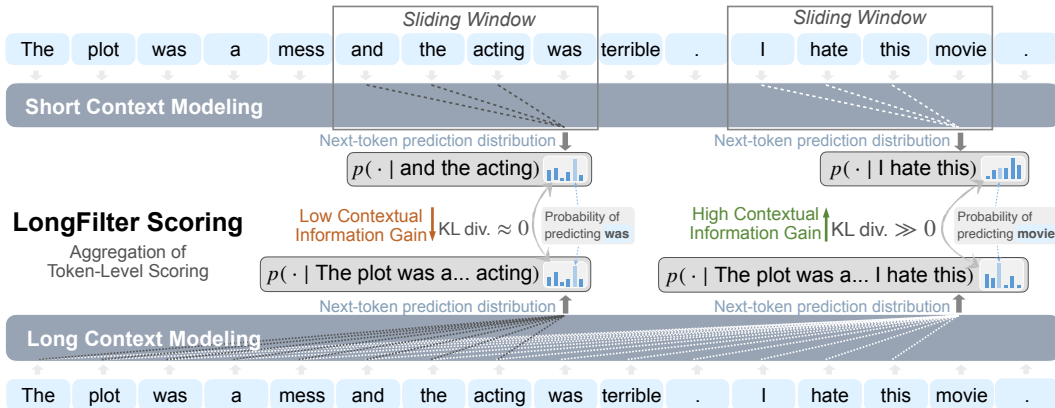 Sliding Window Sliding Window
The plot was a mess and the acting was terrible . I hate this movie .
Short Context Modeling
Next-token prediction distribution Next-token prediction distribution
p( · | and the acting) p( · | I hate this)
LongFilter Scoring
Aggregation of
Token-Level Scoring
Low Contextual
Information Gain
KL div. ≈ 0
Probability of
predicting was
High Contextual
Information Gain
KL div. ≫ 0
Probability of
predicting movie
p( · | The plot was a... acting) p( · | The plot was a... I hate this)
Next-token prediction distribution Next-token prediction distribution
Long Context Modeling
The plot was a mess and the acting was terrible . I hate this movie .